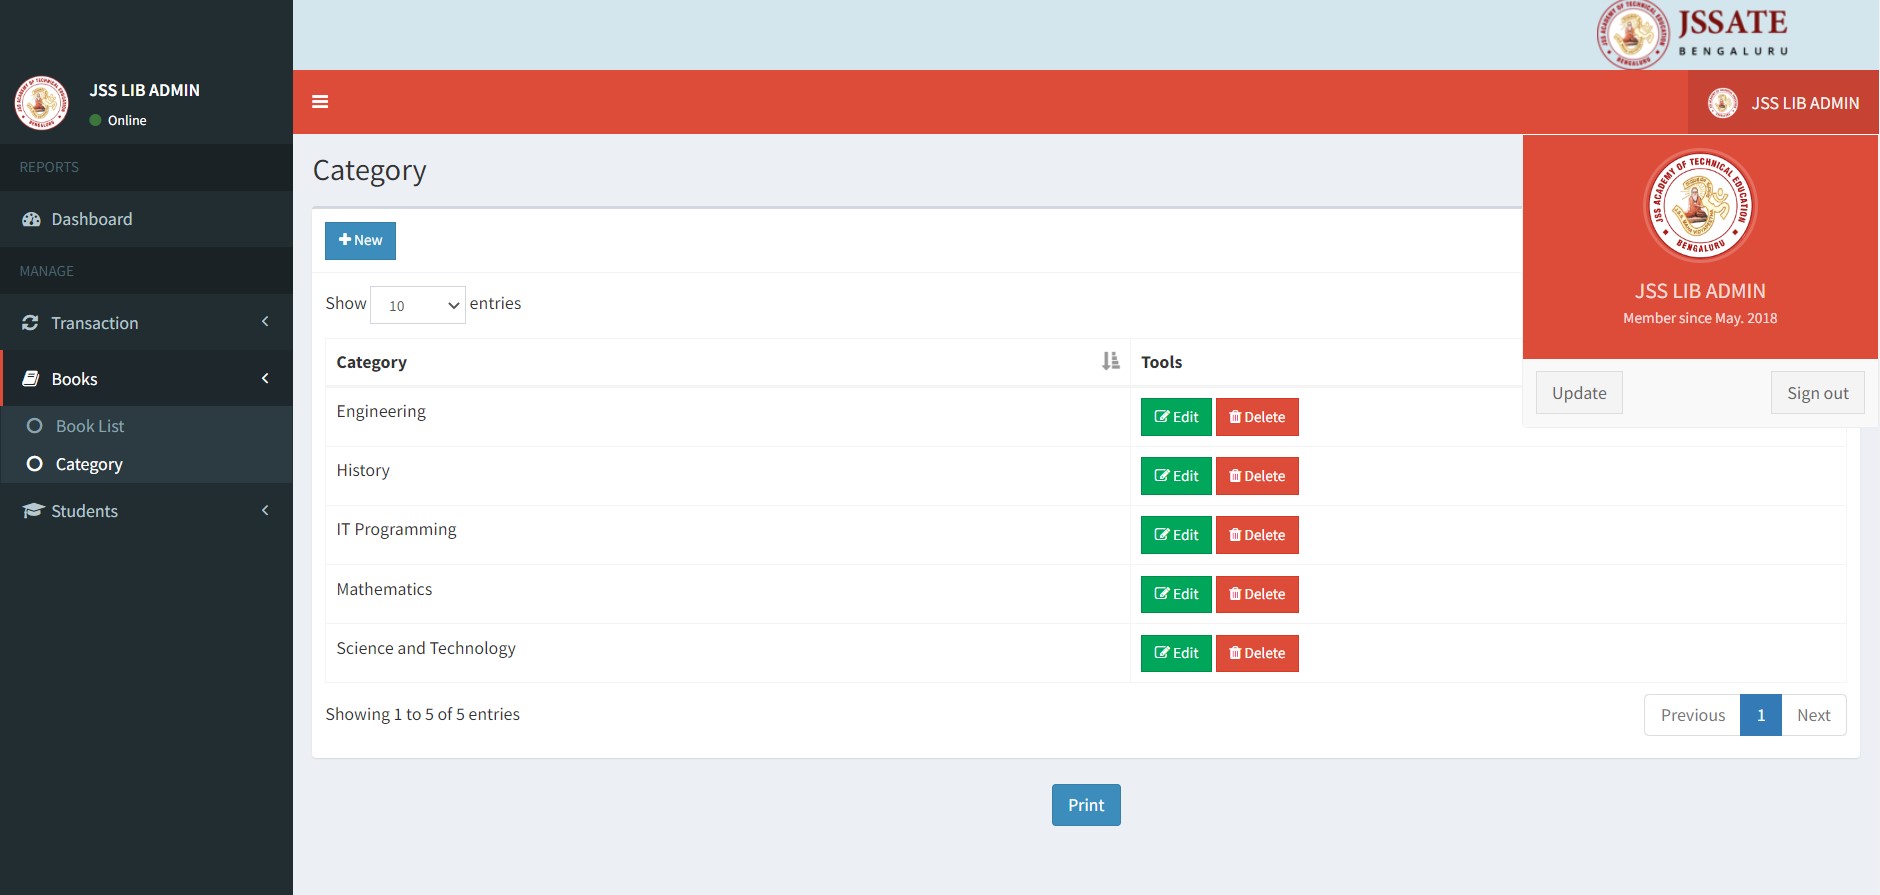 JSSATE
BENGALURU
JSS LIB ADMIN
Online
JSS LIB ADMIN
REPORTS
Dashboard
MANAGE
Transaction
Books
Book List
Category
Students
Category
New
Show 10 entries
Category Tools
Engineering Edit Delete
History Edit Delete
IT Programming Edit Delete
Mathematics Edit Delete
Science and Technology Edit Delete
Showing 1 to 5 of 5 entries
Previous 1 Next
Print
JSS ACADEMY OF TECHNICAL EDUCATION
BENGALURU
JSS LIB ADMIN
Member since May. 2018
Update Sign out